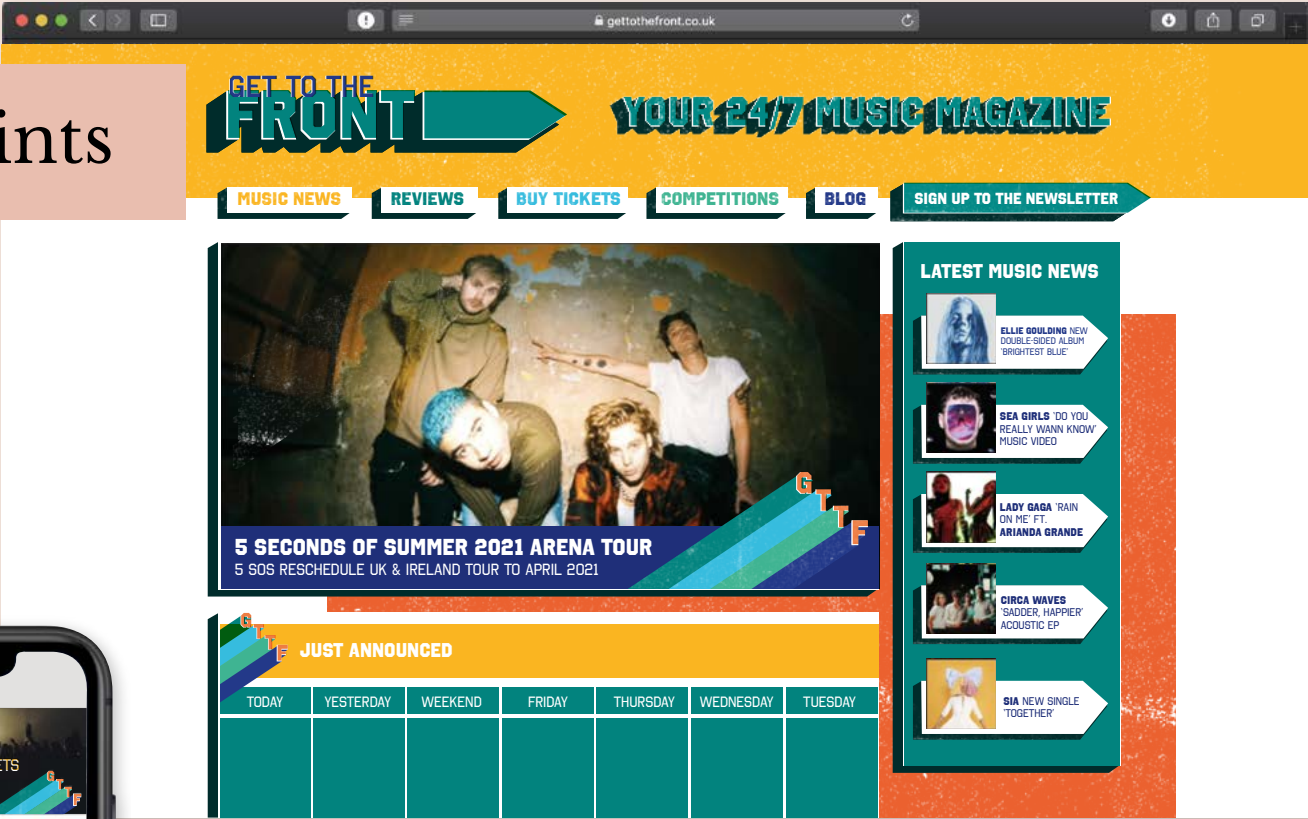 gettothefront.co.uk
ints
GET TO THE
FRONT
YOUR 24/7 MUSIC MAGAZINE
MUSIC NEWS
REVIEWS
BUY TICKETS
COMPETITIONS
BLOG
SIGN UP TO THE NEWSLETTER
GTTF
5 SECONDS OF SUMMER 2021 ARENA TOUR
5 SOS RESCHEDULE UK & IRELAND TOUR TO APRIL 2021
LATEST MUSIC NEWS
ELLIE GOULDING NEW
DOUBLE-SIDED ALBUM
'BRIGHTEST BLUE'
SEA GIRLS 'DO YOU
REALLY WANN KNOW'
MUSIC VIDEO
LADY GAGA 'RAIN
ON ME' FT.
ARIANDA GRANDE
CIRCA WAVES
'SADDER, HAPPIER'
ACOUSTIC EP
SIA NEW SINGLE
'TOGETHER'
GTTF
JUST ANNOUNCED
TODAY
YESTERDAY
WEEKEND
FRIDAY
THURSDAY
WEDNESDAY
TUESDAY
ETS
GTTF